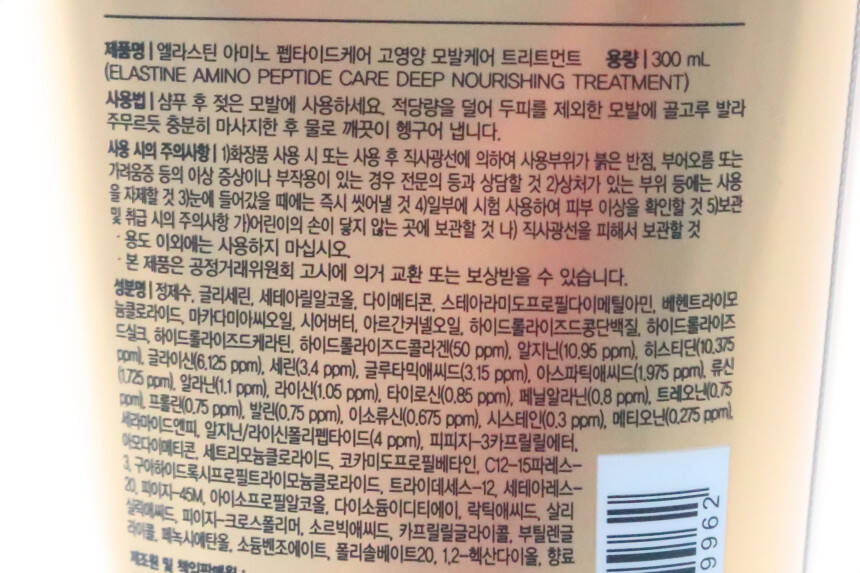 제품명 | 엘라스틴 아미노 펩타이드케어 고영양 모발케어 트리트먼트 용량 | 300 mL
(ELASTINE AMINO PEPTIDE CARE DEEP NOURISHING TREATMENT)
사용법 | 샴푸 후 젖은 모발에 사용하세요. 적당량을 덜어 두피를 제외한 모발에 골고루 발라
주무르듯 충분히 마사지한 후 물로 깨끗이 헹구어 냅니다.
사용 시의 주의사항 | 1)화장품 사용 시 또는 사용 후 직사광선에 의하여 사용부위가 붉은 반점, 부어오름 또는
가려움증 등의 이상 증상이나 부작용이 있는 경우 전문의 등과 상담할 것 2)상처가 있는 부위 등에는 사용
을 자제할 것 3)눈에 들어갔을 때에는 즉시 씻어낼 것 4)일부에 시험 사용하여 피부 이상을 확인할 것 5)보관
및 취급 시의 주의사항 가)어린이의 손이 닿지 않는 곳에 보관할 것 나) 직사광선을 피해서 보관할 것
· 용도 이외에는 사용하지 마십시오.
· 본 제품은 공정거래위원회 고시에 의거 교환 또는 보상받을 수 있습니다.
성분명 | 정제수, 글리세린, 세테아릴알코올, 다이메티콘, 스테아라미도프로필다이메틸아민, 베헨트라이모
늄클로라이드, 마카다미아씨오일, 시어버터, 아르간커넬오일, 하이드롤라이즈드콩단백질, 하이드롤라이즈
드실크, 하이드롤라이즈드케라틴, 하이드롤라이즈드콜라겐(50 ppm), 알지닌(10.95 ppm), 히스티딘(10.375
ppm), 글라이신(6.125 ppm), 세린(3.4 ppm), 글루타믹애씨드(3.15 ppm), 아스파틱애씨드(1.975 ppm), 류신
(1.725 ppm), 알라닌(1.1 ppm), 라이신(1.05 ppm), 타이로신(0.85 ppm), 페닐알라닌(0.8 ppm), 트레오닌(0.75
ppm), 프롤린(0.75 ppm), 발린(0.75 ppm), 이소류신(0.675 ppm), 시스테인(0.3 ppm), 메티오닌(0.275 ppm),
세라마이드엔피, 알지닌/라이신폴리펩타이드(4 ppm), 피피지-3카프릴릴에터,
아모다이메티콘, 세트리모늄클로라이드, 코카미도프로필베타인, C12-15파레스-
3, 구아하이드록시프로필트라이모늄클로라이드, 트라이데세스-12, 세테아레스-
20, 피이지-45M, 아이소프로필알코올, 다이소듐이디티에이, 락틱애씨드, 살리
실릭애씨드, 피이지-크로스폴리머, 소르빅애씨드, 카프릴릴글라이콜, 부틸렌글
라이콜, 페녹시에탄올, 소듐벤조에이트, 폴리솔베이트20, 1,2-헥산다이올, 향료
제조원 및 책임판매원 :
9962